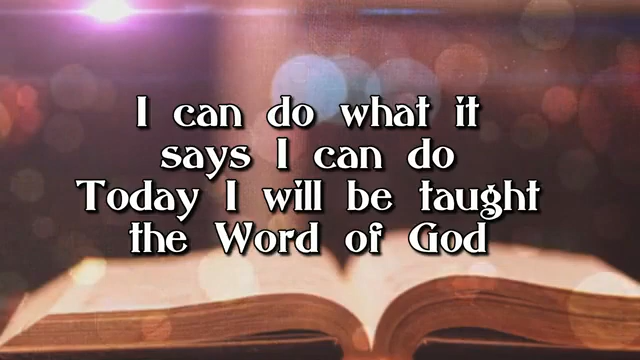 I can do what it
says I can do
Today I will be taught
the Word of God